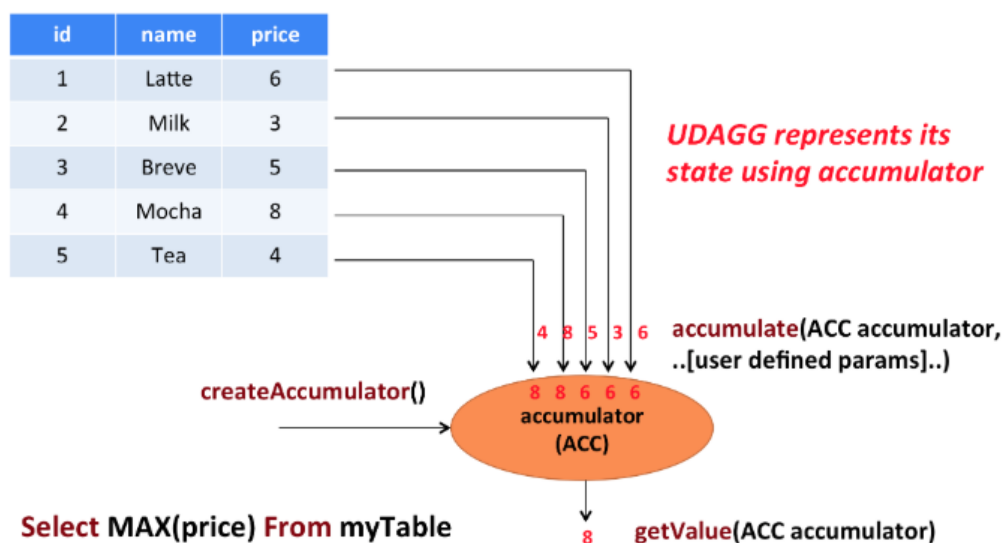 id name price
1 Latte 6
2 Milk 3
3 Breve 5
4 Mocha 8
5 Tea 4
UDAGG represents its
state using accumulator
4 8 5 3 6
accumulate(ACC accumulator,
..[user defined params]..)
createAccumulator()
8 8 6 6 6
accumulator
(ACC)
Select MAX(price) From myTable
8
getValue(ACC accumulator)